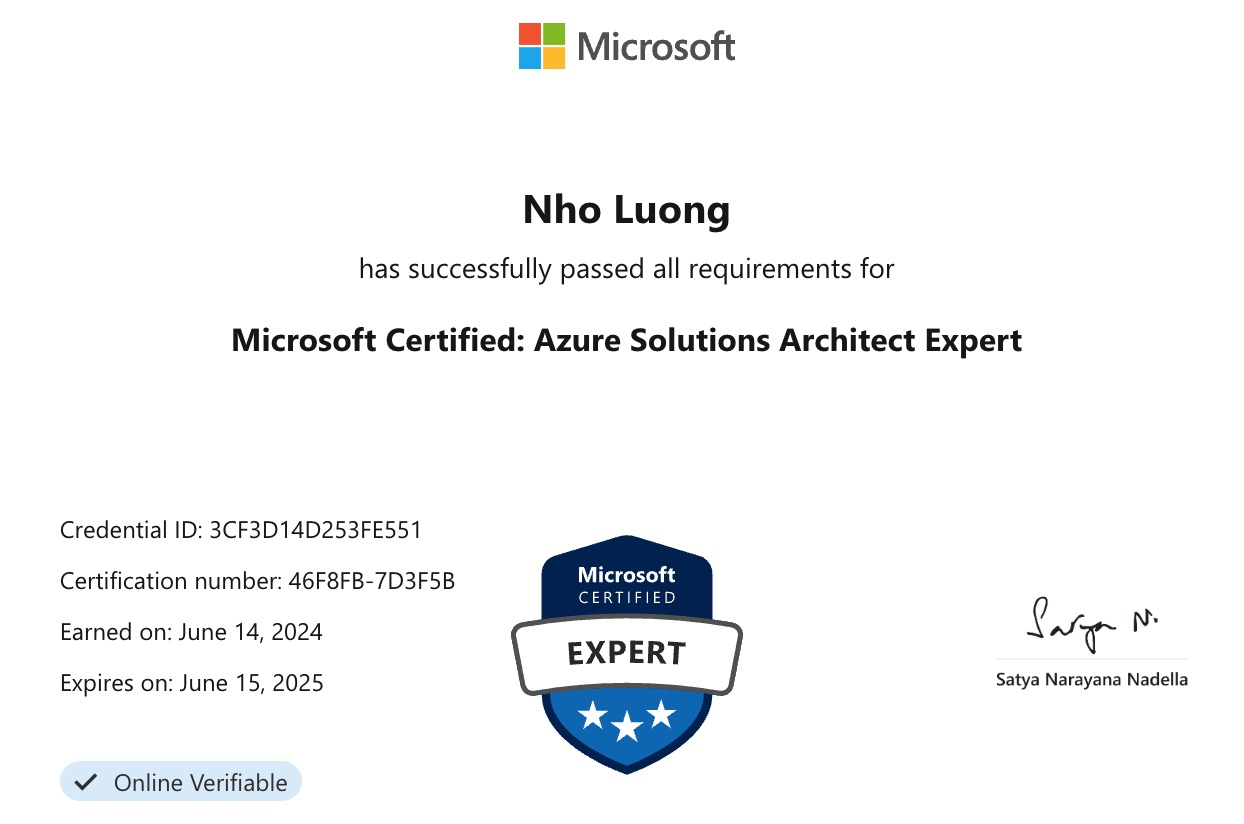 Microsoft
Nho Luong
has successfully passed all requirements for
Microsoft Certified: Azure Solutions Architect Expert
Credential ID: 3CF3D14D253FE551
Certification number: 46F8FB-7D3F5B
Earned on: June 14, 2024
Expires on: June 15, 2025
Online Verifiable
Microsoft
CERTIFIED
EXPERT
Satya N.
Satya Narayana Nadella